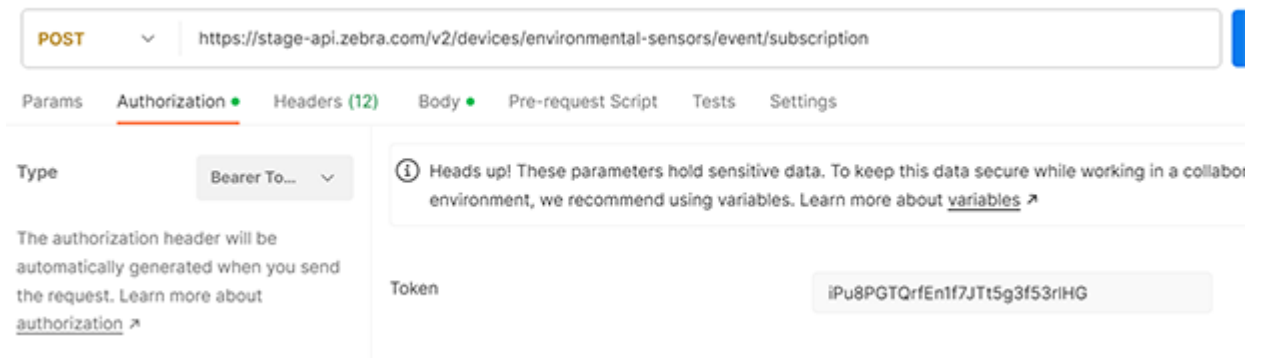 POST
https://stage-api.zebra.com/v2/devices/environmental-sensors/event/subscription
Params Authorization Headers (12) Body Pre-request Script Tests Settings
Type
Bearer To...
The authorization header will be
automatically generated when you send
the request. Learn more about
authorization ↗
Heads up! These parameters hold sensitive data. To keep this data secure while working in a collabor
environment, we recommend using variables. Learn more about variables ↗
Token
iPu8PGTQrfEn1f7JTt5g3f53rlHG